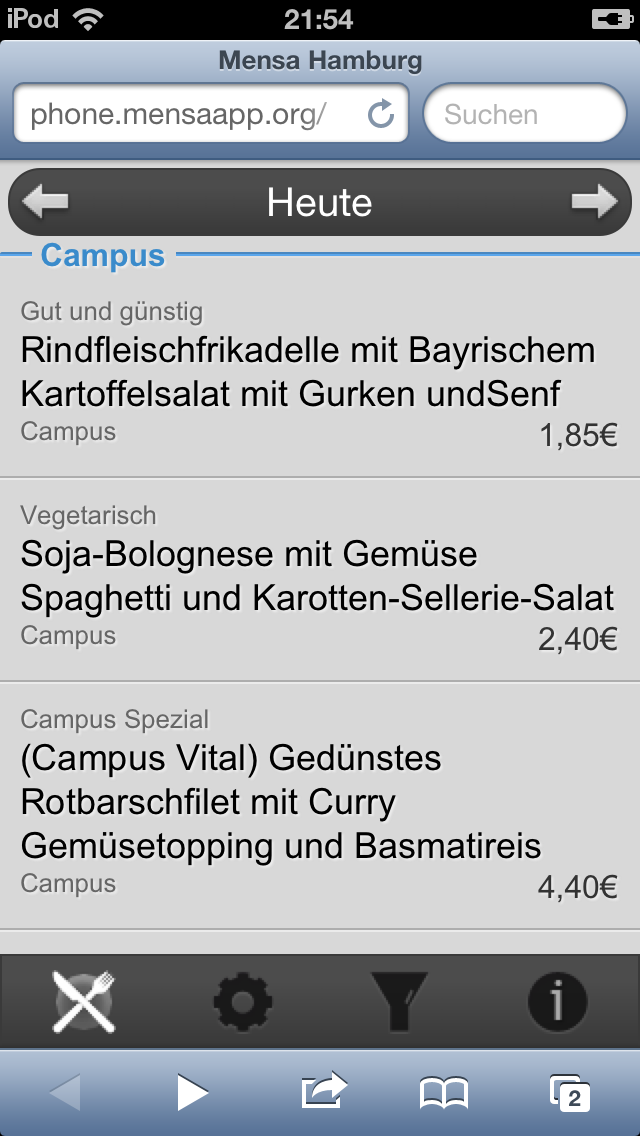 iPod 21:54
Mensa Hamburg
phone.mensaapp.org/ Suchen
Heute
Campus
Gut und günstig
Rindfleischfrikadelle mit Bayrischem
Kartoffelsalat mit Gurken undSenf
Campus
1,85€
Vegetarisch
Soja-Bolognese mit Gemüse
Spaghetti und Karotten-Sellerie-Salat
Campus
2,40€
Campus Spezial
(Campus Vital) Gedünstes
Rotbarschfilet mit Curry
Gemüsetopping und Basmatireis
Campus
4,40€
i
2